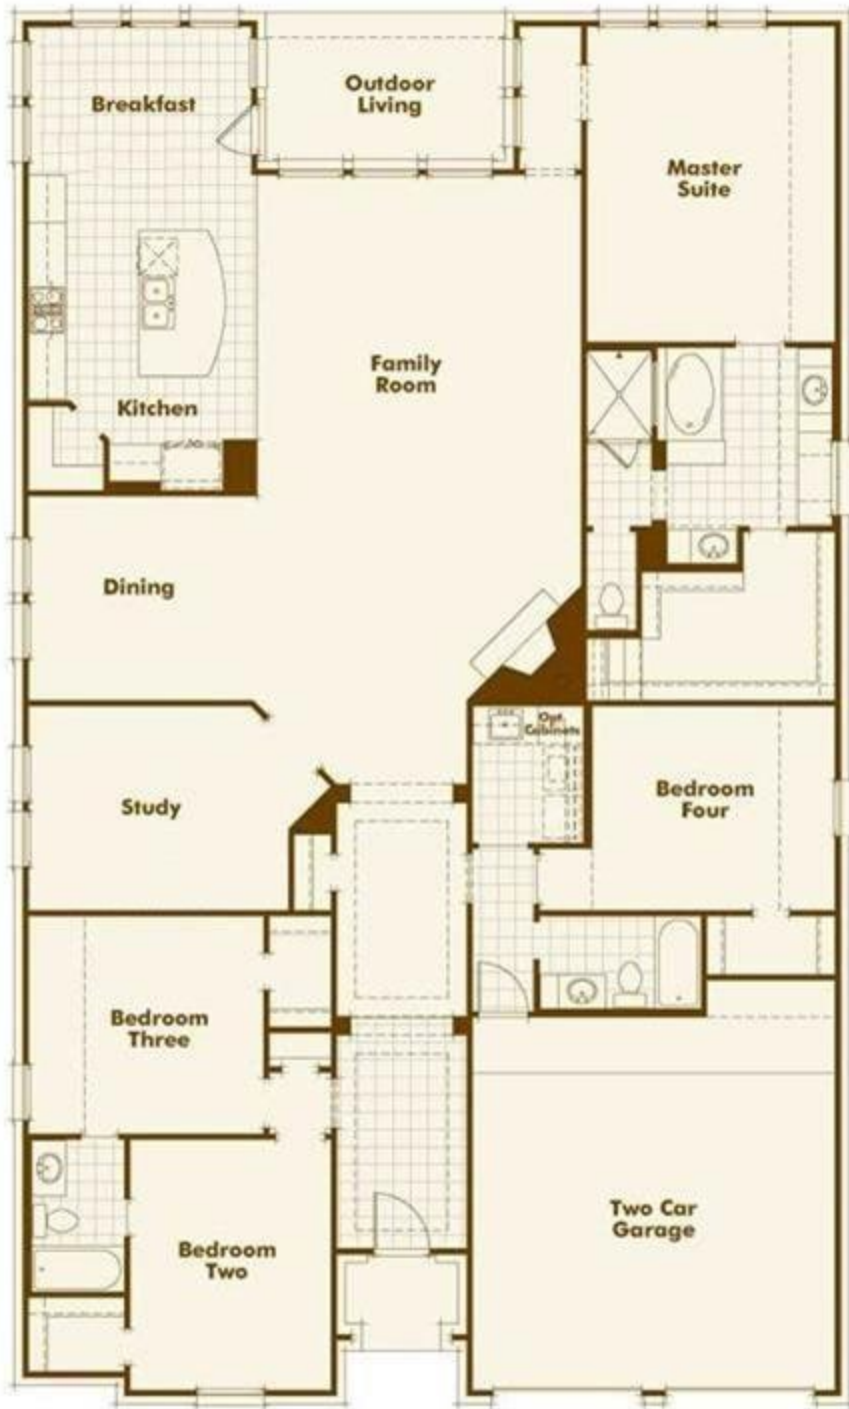 Breakfast
Outdoor
Living
Master
Suite
Family
Room
Kitchen
Dining
Opt.
Cabinets
Study
Bedroom
Four
Bedroom
Three
Two Car
Garage
Bedroom
Two